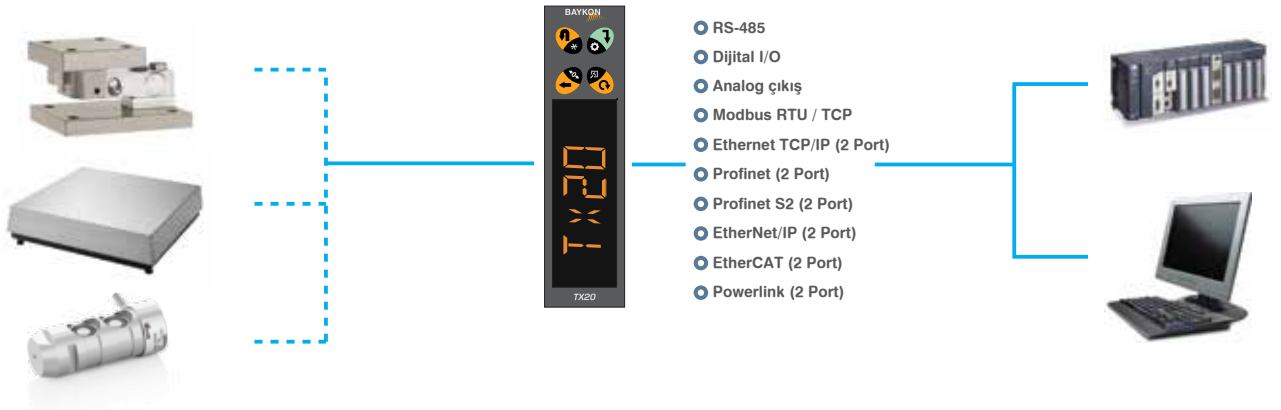 BAYKON
TX20
TX20
RS-485
Dijital I/O
Analog çıkış
Modbus RTU / TCP
Ethernet TCP/IP (2 Port)
Profinet (2 Port)
Profinet S2 (2 Port)
EtherNet/IP (2 Port)
EtherCAT (2 Port)
Powerlink (2 Port)